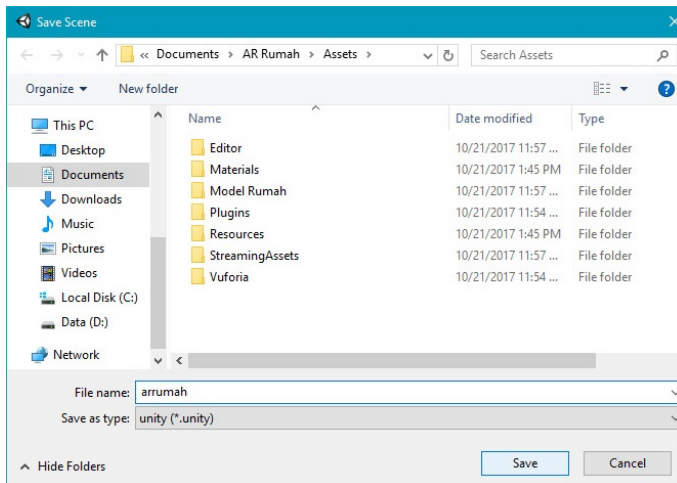 Save Scene
« Documents > AR Rumah > Assets >
Search Assets
Organize
New folder
This PC
Desktop
Documents
Downloads
Music
Pictures
Videos
Local Disk (C:)
Data (D:)
Network
Name Date modified Type
Editor 10/21/2017 11:57 ... File folder
Materials 10/21/2017 1:45 PM File folder
Model Rumah 10/21/2017 11:57 ... File folder
Plugins 10/21/2017 11:54 ... File folder
Resources 10/21/2017 1:45 PM File folder
StreamingAssets 10/21/2017 11:57 ... File folder
Vuforia 10/21/2017 11:54 ... File folder
File name: arrumah
Save as type: unity (*.unity)
Hide Folders
Save
Cancel